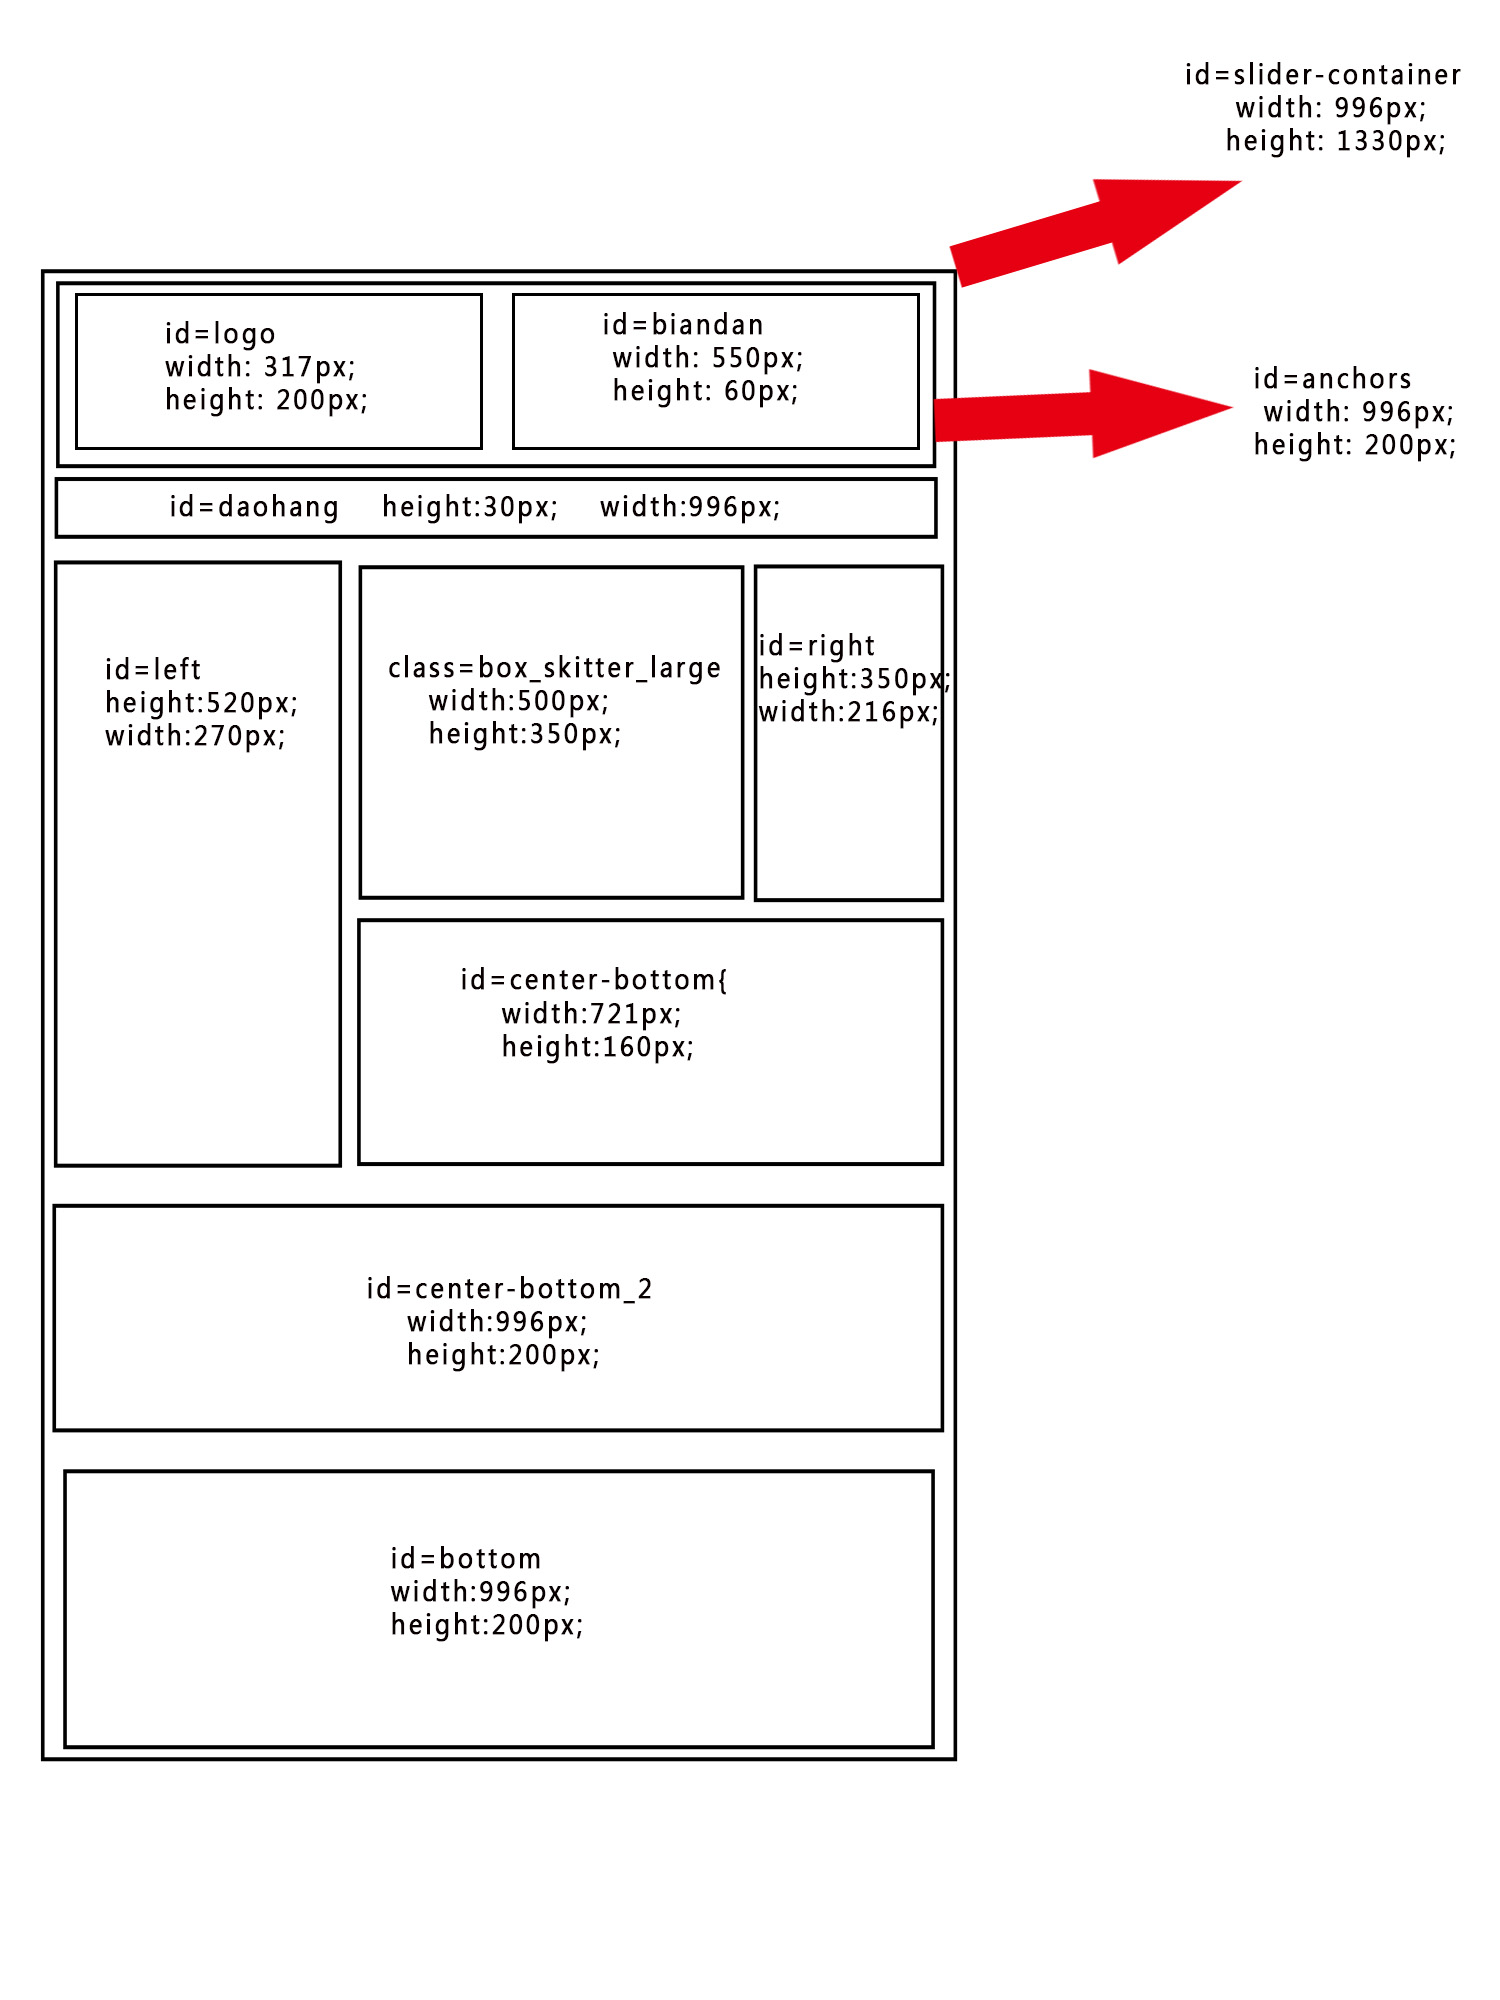 id=slider-container
width: 996px;
height: 1330px;
id=logo
width: 317px;
height: 200px;
id=biandan
width: 550px;
height: 60px;
id=anchors
width: 996px;
height: 200px;
id=daohang height:30px; width:996px;
id=left
height:520px;
width:270px;
class=box_skitter_large
width:500px;
height:350px;
id=right
height:350px;
width:216px;
id=center-bottom{
width:721px;
height:160px;
id=center-bottom_2
width:996px;
height:200px;
id=bottom
width:996px;
height:200px;